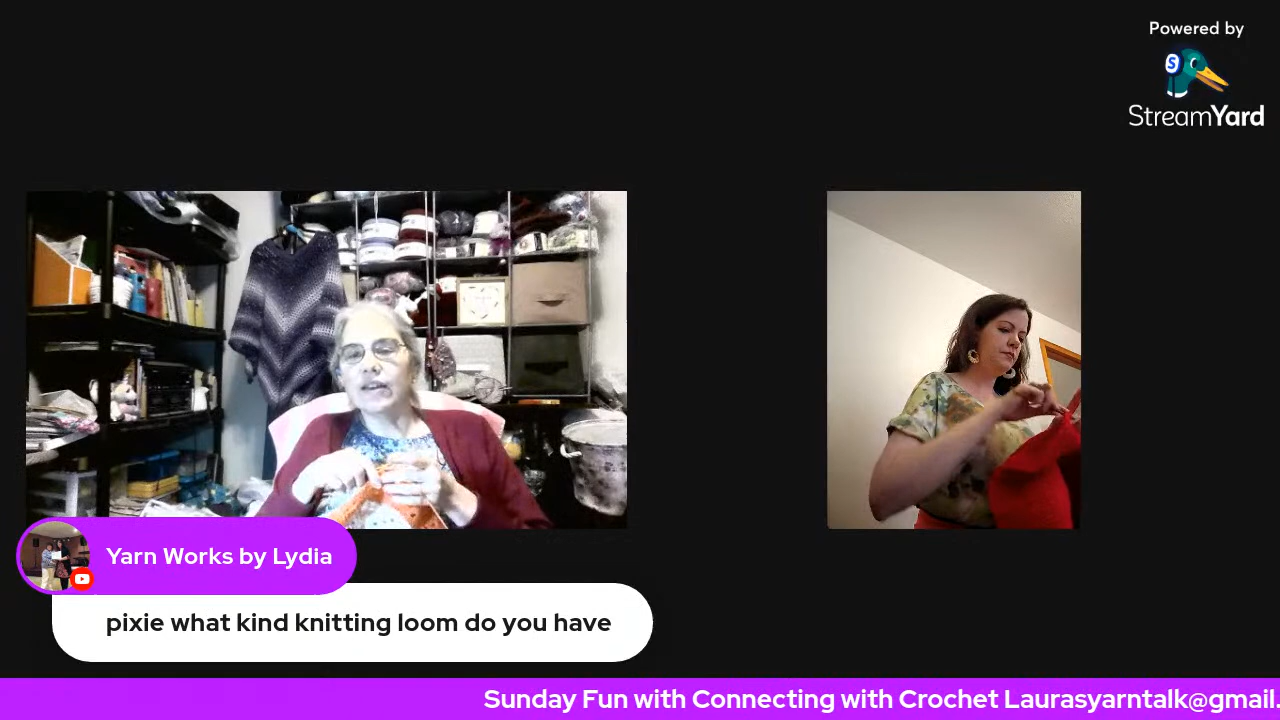 Powered by
S
StreamYard
Yarn Works by Lydia
pixie what kind knitting loom do you have
Sunday Fun with Connecting with Crochet Laurasyarntalk@gmail.